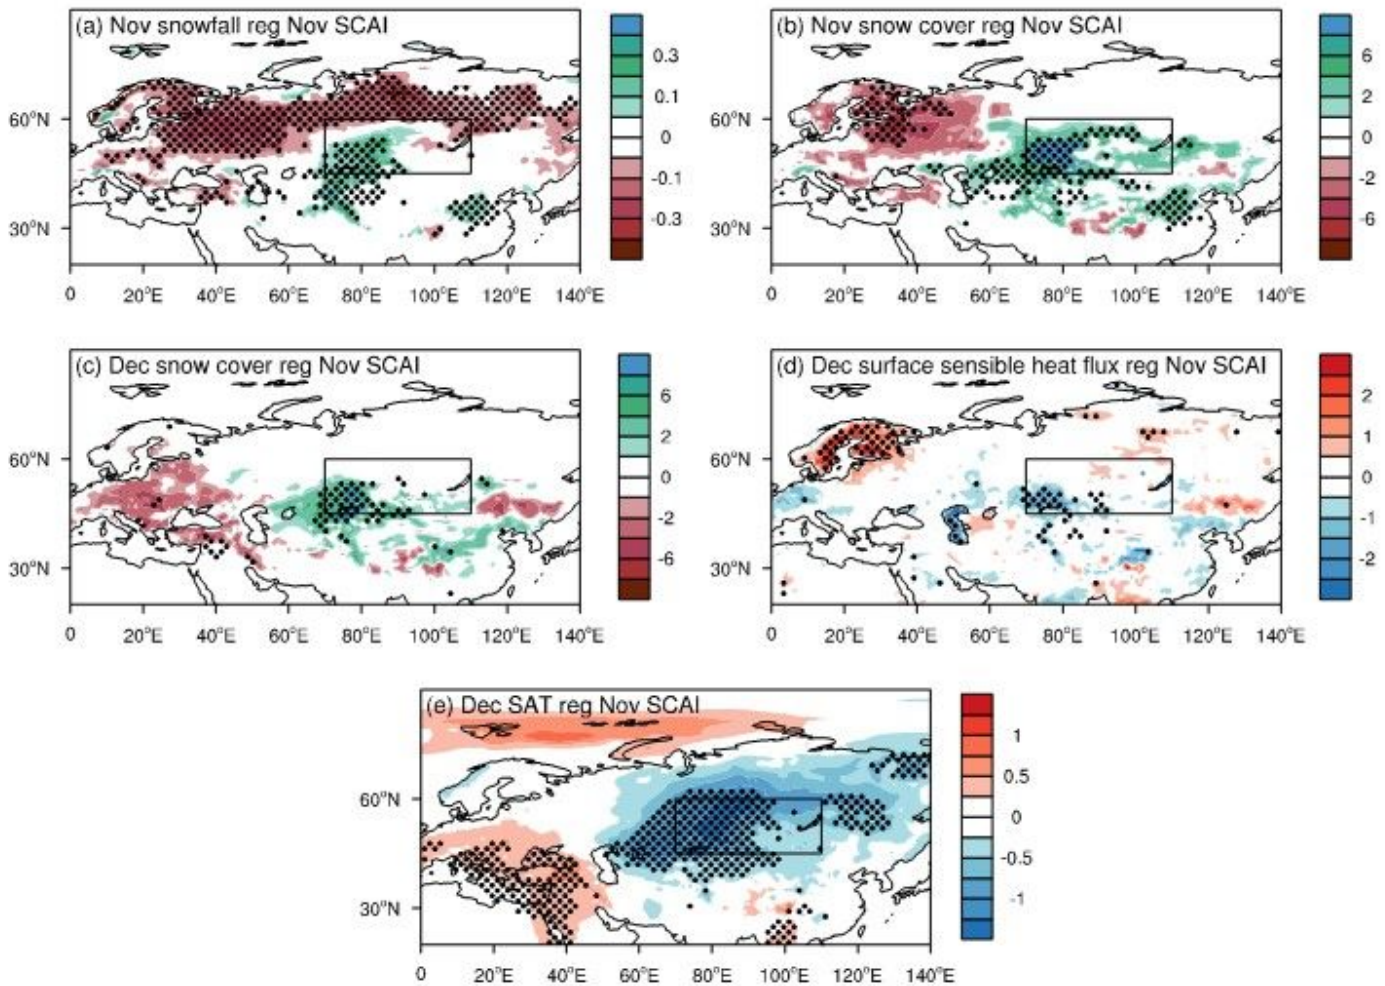 (a) Nov snowfall reg Nov SCAI
60°N
30°N
0 20°E 40°E 60°E 80°E 100°E 120°E 140°E
0.3
0.1
0
-0.1
-0.3
(b) Nov snow cover reg Nov SCAI
60°N
30°N
0 20°E 40°E 60°E 80°E 100°E 120°E 140°E
6
2
0
-2
-6
(c) Dec snow cover reg Nov SCAI
60°N
30°N
0 20°E 40°E 60°E 80°E 100°E 120°E 140°E
6
2
0
-2
-6
(d) Dec surface sensible heat flux reg Nov SCAI
60°N
30°N
0 20°E 40°E 60°E 80°E 100°E 120°E 140°E
2
1
0
-1
-2
(e) Dec SAT reg Nov SCAI
60°N
30°N
0 20°E 40°E 60°E 80°E 100°E 120°E 140°E
1
0.5
0
-0.5
-1